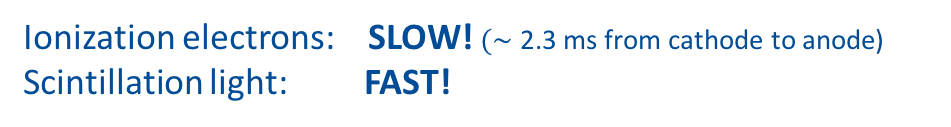 Ionization electrons: SLOW! (~ 2.3 ms from cathode to anode)
Scintillation light: FAST!